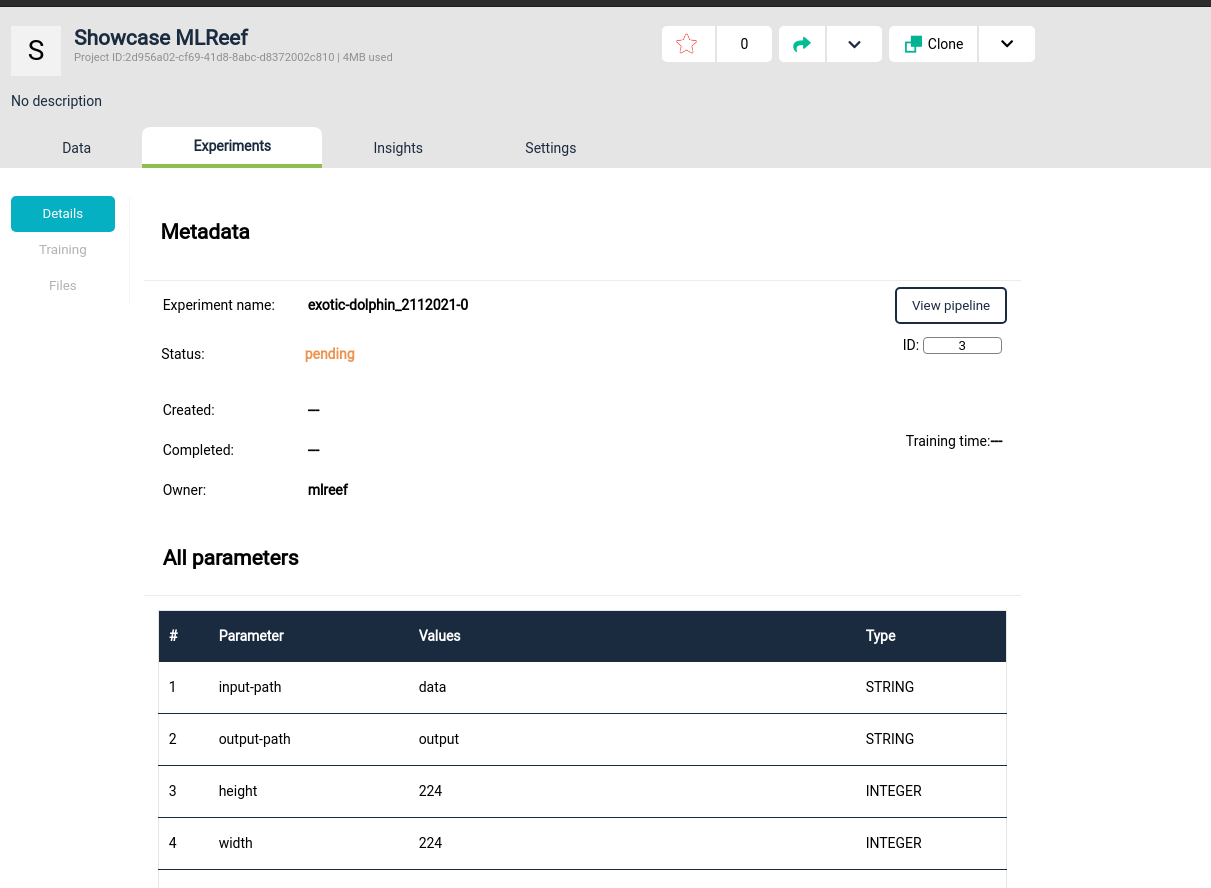 S
Showcase MLReef
Project ID:2d956a02-cf69-41d8-8abc-d8372002c810 | 4MB used
0
Clone
No description
Data Experiments Insights Settings
Details
Training
Files
Metadata
Experiment name: exotic-dolphin_2112021-0
View pipeline
ID: 3
Status: pending
Created: ---
Completed: ---
Training time:---
Owner: mlreef
All parameters
# Parameter Values Type
1 input-path data STRING
2 output-path output STRING
3 height 224 INTEGER
4 width 224 INTEGER